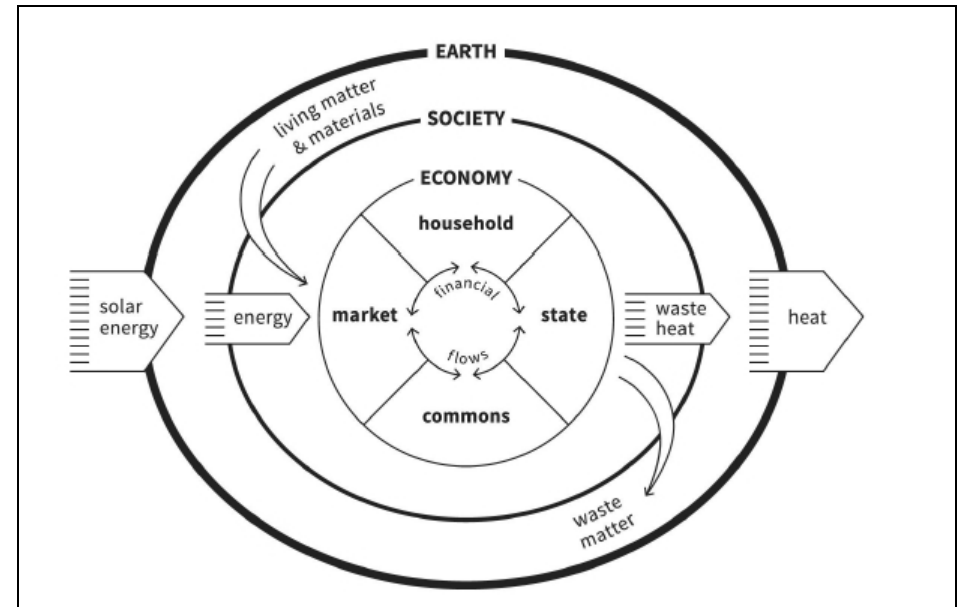 EARTH
living matter
& materials
SOCIETY
ECONOMY
household
financial
solar
energy
energy
market
state
waste
heat
heat
flows
commons
waste
matter